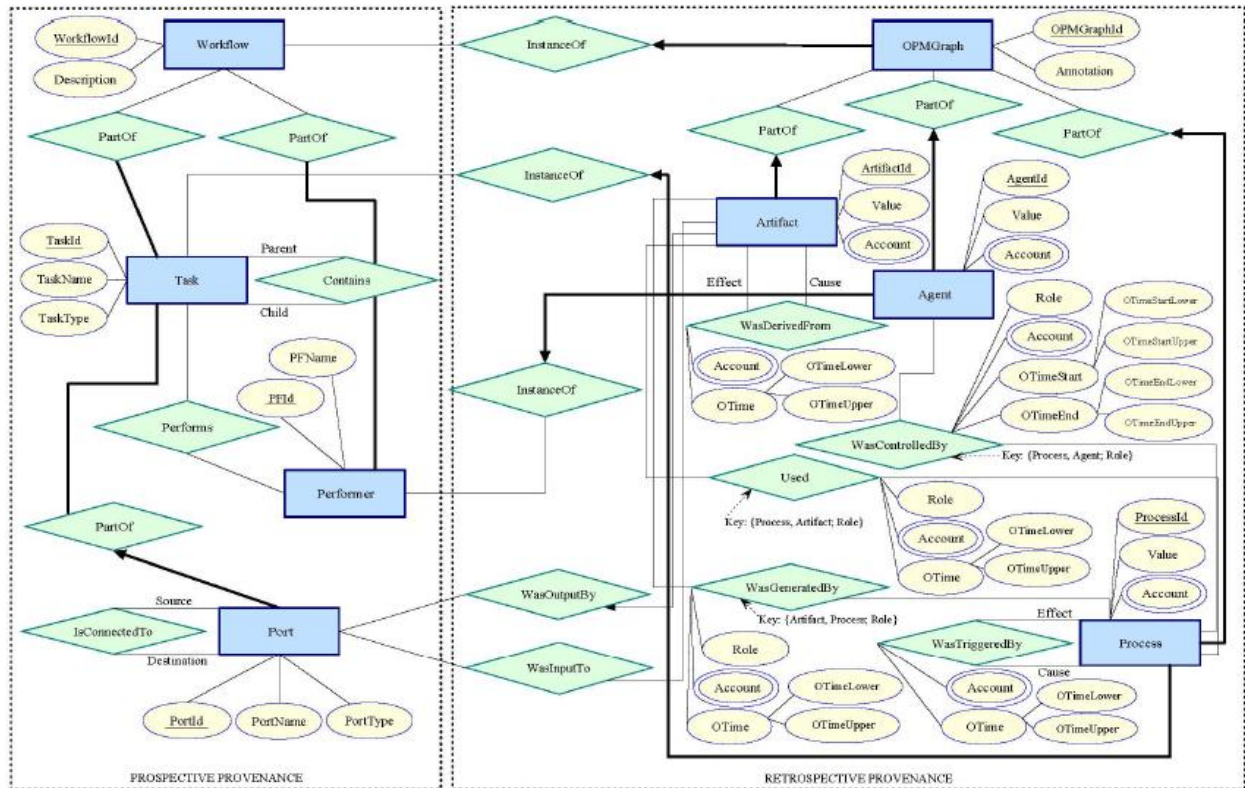 Workflow
WorkflowId
Description
PartOf
PartOf
TaskId
TaskName
TaskType
Task
Parent
Contains
Child
PFName
PFId
Performs
Performer
PartOf
Source
IsConnectedTo
Port
Destination
PortId
PortName
PortType
PROSPECTIVE PROVENANCE
InstanceOf
OPMGraph
OPMGraphId
Annotation
PartOf
PartOf
PartOf
InstanceOf
ArtifactId
Value
Account
Artifact
AgentId
Value
Account
Agent
Effect
Cause
WasDerivedFrom
Account
OTime
OTimeLower
OTimeUpper
InstanceOf
Role
Account
OTimeStart
OTimeEnd
OTimeStartLower
OTimeStartUpper
OTimeEndLower
OTimeEndUpper
WasControlledBy
Key: {Process, Agent; Role}
Used
Key: {Process, Artifact; Role}
Role
Account
OTime
OTimeLower
OTimeUpper
ProcessId
Value
Account
WasOutputBy
WasGeneratedBy
Key: {Artifact, Process; Role}
WasInputTo
Role
Account
OTime
OTimeLower
OTimeUpper
Effect
WasTriggeredBy
Process
Cause
Account
OTime
OTimeLower
OTimeUpper
RETROSPECTIVE PROVENANCE